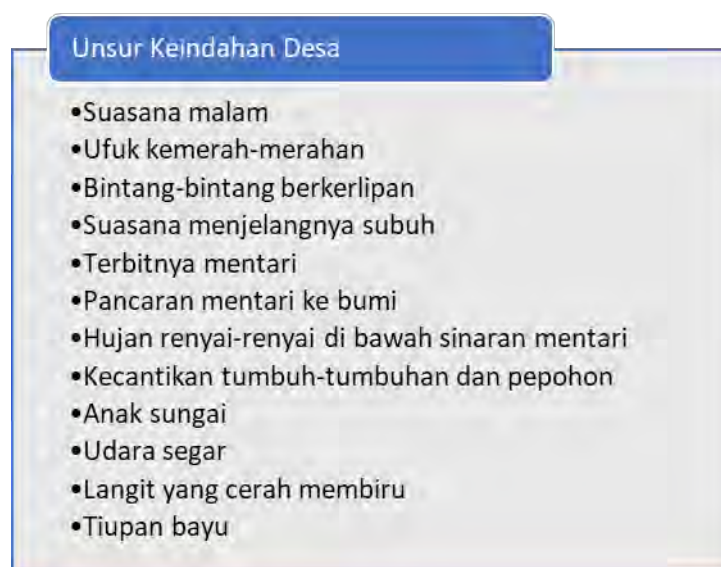 Unsur Keindahan Desa
•Suasana malam
•Ufuk kemerah-merahan
•Bintang-bintang berkerlipan
•Suasana menjelangnya subuh
•Terbitnya mentari
•Pancaran mentari ke bumi
•Hujan renyai-renyai di bawah sinaran mentari
•Kecantikan tumbuh-tumbuhan dan pepohon
•Anak sungai
•Udara segar
•Langit yang cerah membiru
•Tiupan bayu